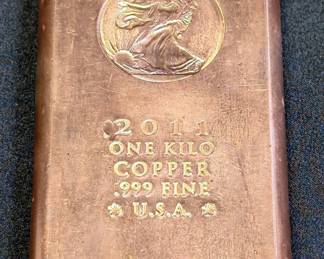 2011
ONE KILO
COPPER
.999 FINE
U.S.A.